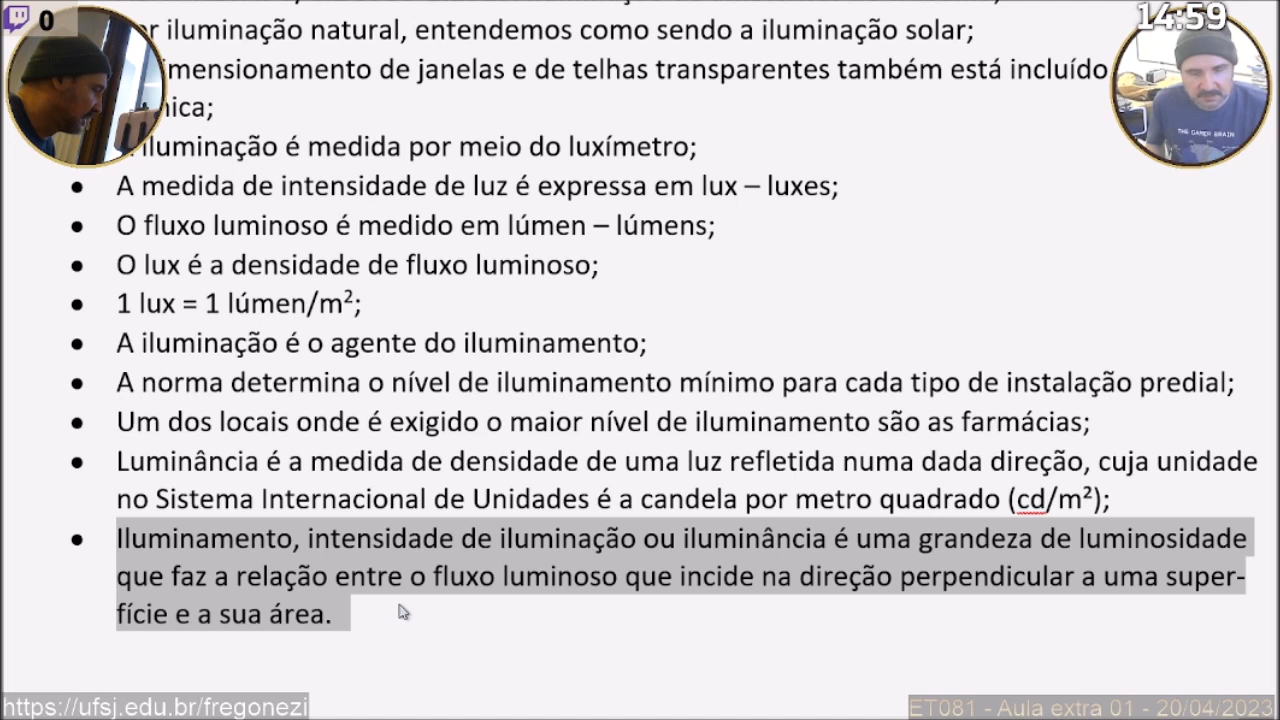 0
14:59
r iluminação natural, entendemos como sendo a iluminação solar;
mensionamento de janelas e de telhas transparentes também está incluído
nica;
iluminação é medida por meio do luxímetro;
• A medida de intensidade de luz é expressa em lux – luxes;
• O fluxo luminoso é medido em lúmen – lúmens;
• O lux é a densidade de fluxo luminoso;
• 1 lux = 1 lúmen/m²;
• A iluminação é o agente do iluminamento;
• A norma determina o nível de iluminamento mínimo para cada tipo de instalação predial;
• Um dos locais onde é exigido o maior nível de iluminamento são as farmácias;
• Luminância é a medida de densidade de uma luz refletida numa dada direção, cuja unidade
no Sistema Internacional de Unidades é a candela por metro quadrado (cd/m²);
• Iluminamento, intensidade de iluminação ou iluminância é uma grandeza de luminosidade
que faz a relação entre o fluxo luminoso que incide na direção perpendicular a uma super-
fície e a sua área.
THE GAMER BRAIN
https://ufsj.edu.br/fregonezi
ET081 - Aula extra 01 - 20/04/2023